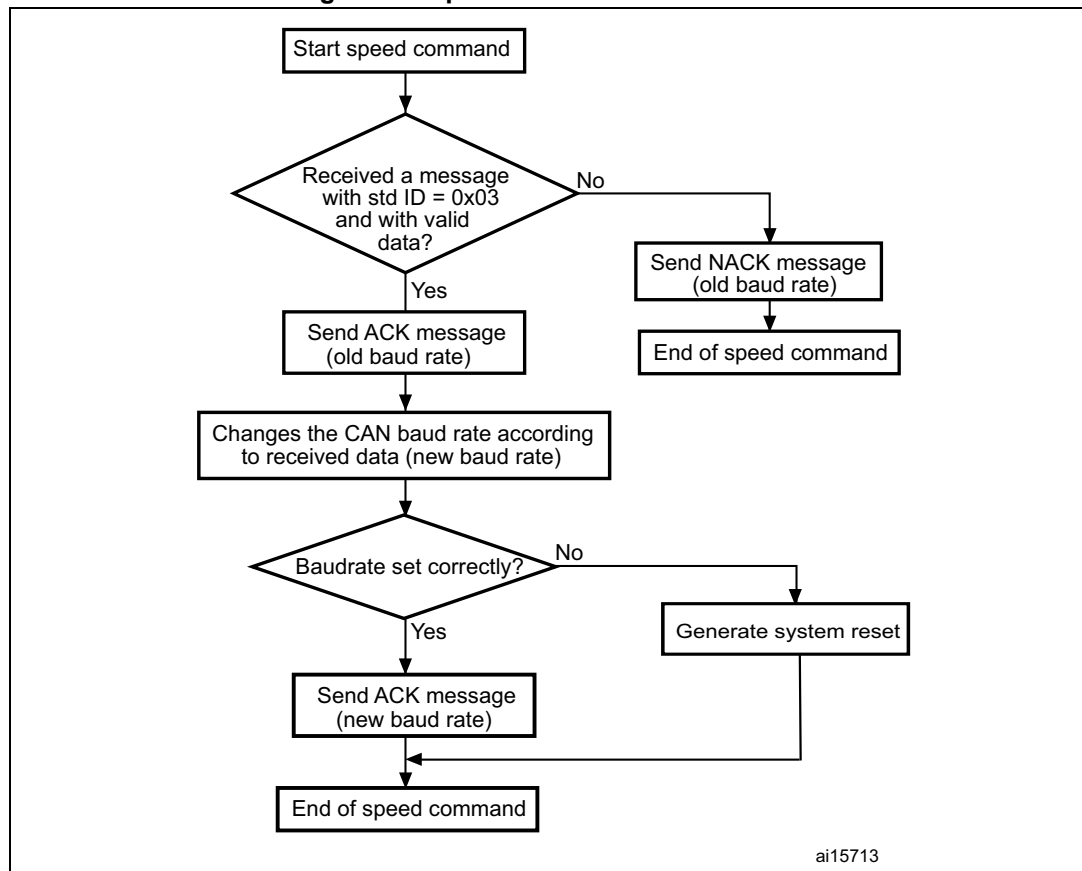 Start speed command
Received a message
with std ID = 0x03
and with valid
data?
No
Yes
Send NACK message
(old baud rate)
End of speed command
Send ACK message
(old baud rate)
Changes the CAN baud rate according
to received data (new baud rate)
Baudrate set correctly?
No
Yes
Generate system reset
Send ACK message
(new baud rate)
End of speed command
ai15713